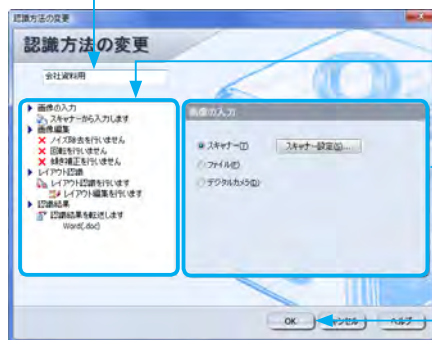 認識方法の変更
認識方法の変更
会社資料用
画像の入力
スキャナーから入力します
画像編集
ノイズ除去を行いません
回転を行いません
傾き補正を行いません
レイアウト認識
レイアウト認識を行います
レイアウト編集を行います
認識結果
認識結果を転送します
Word(.doc)
画像の入力
スキャナー(T)
スキャナー設定(S)...
ファイル(F)
デジタルカメラ(D)
OK
キャンセル
ヘルプ